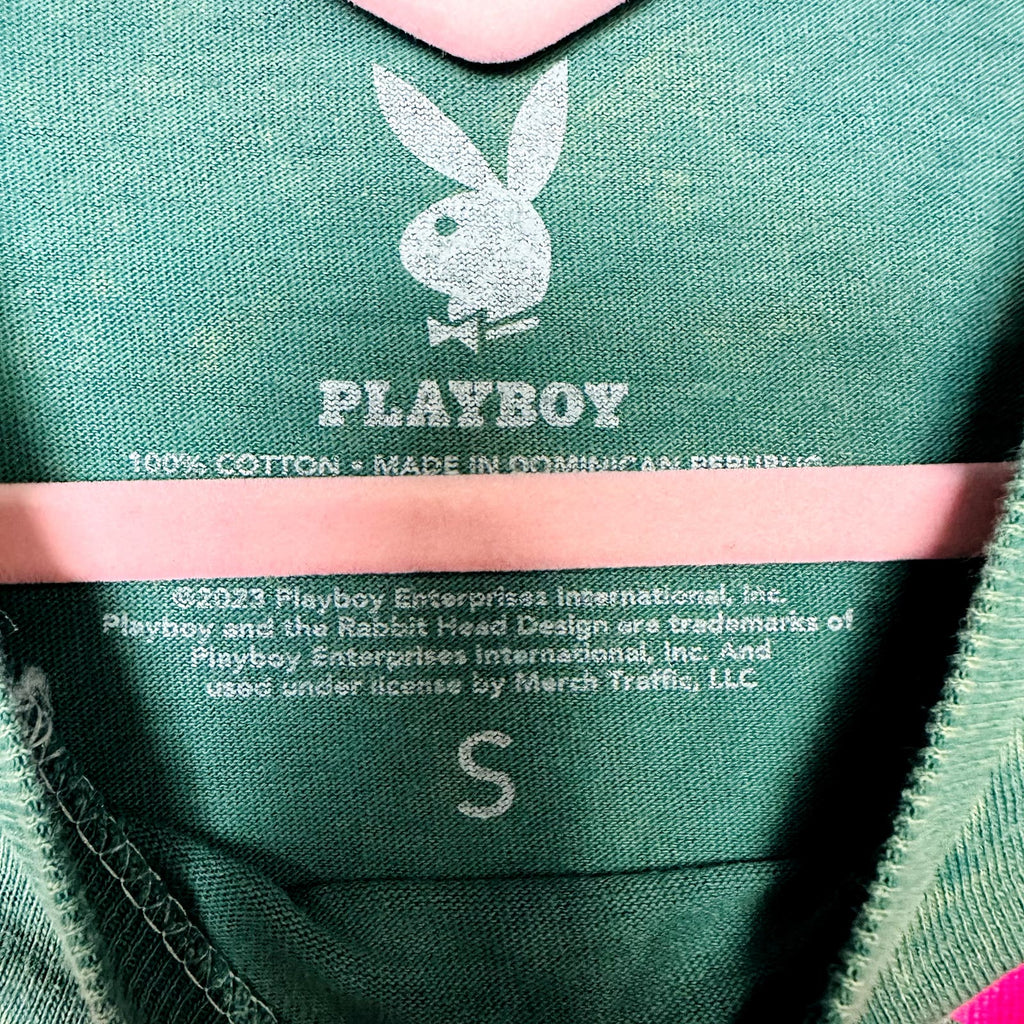 PLAYBOY
100% COTTON • MADE IN DOMINICAN REPUBLIC
©2023 Playboy Enterprises International, Inc.
Playboy and the Rabbit Head Design are trademarks of
Playboy Enterprises International, Inc. And
used under license by Merch Traffic, LLC
S